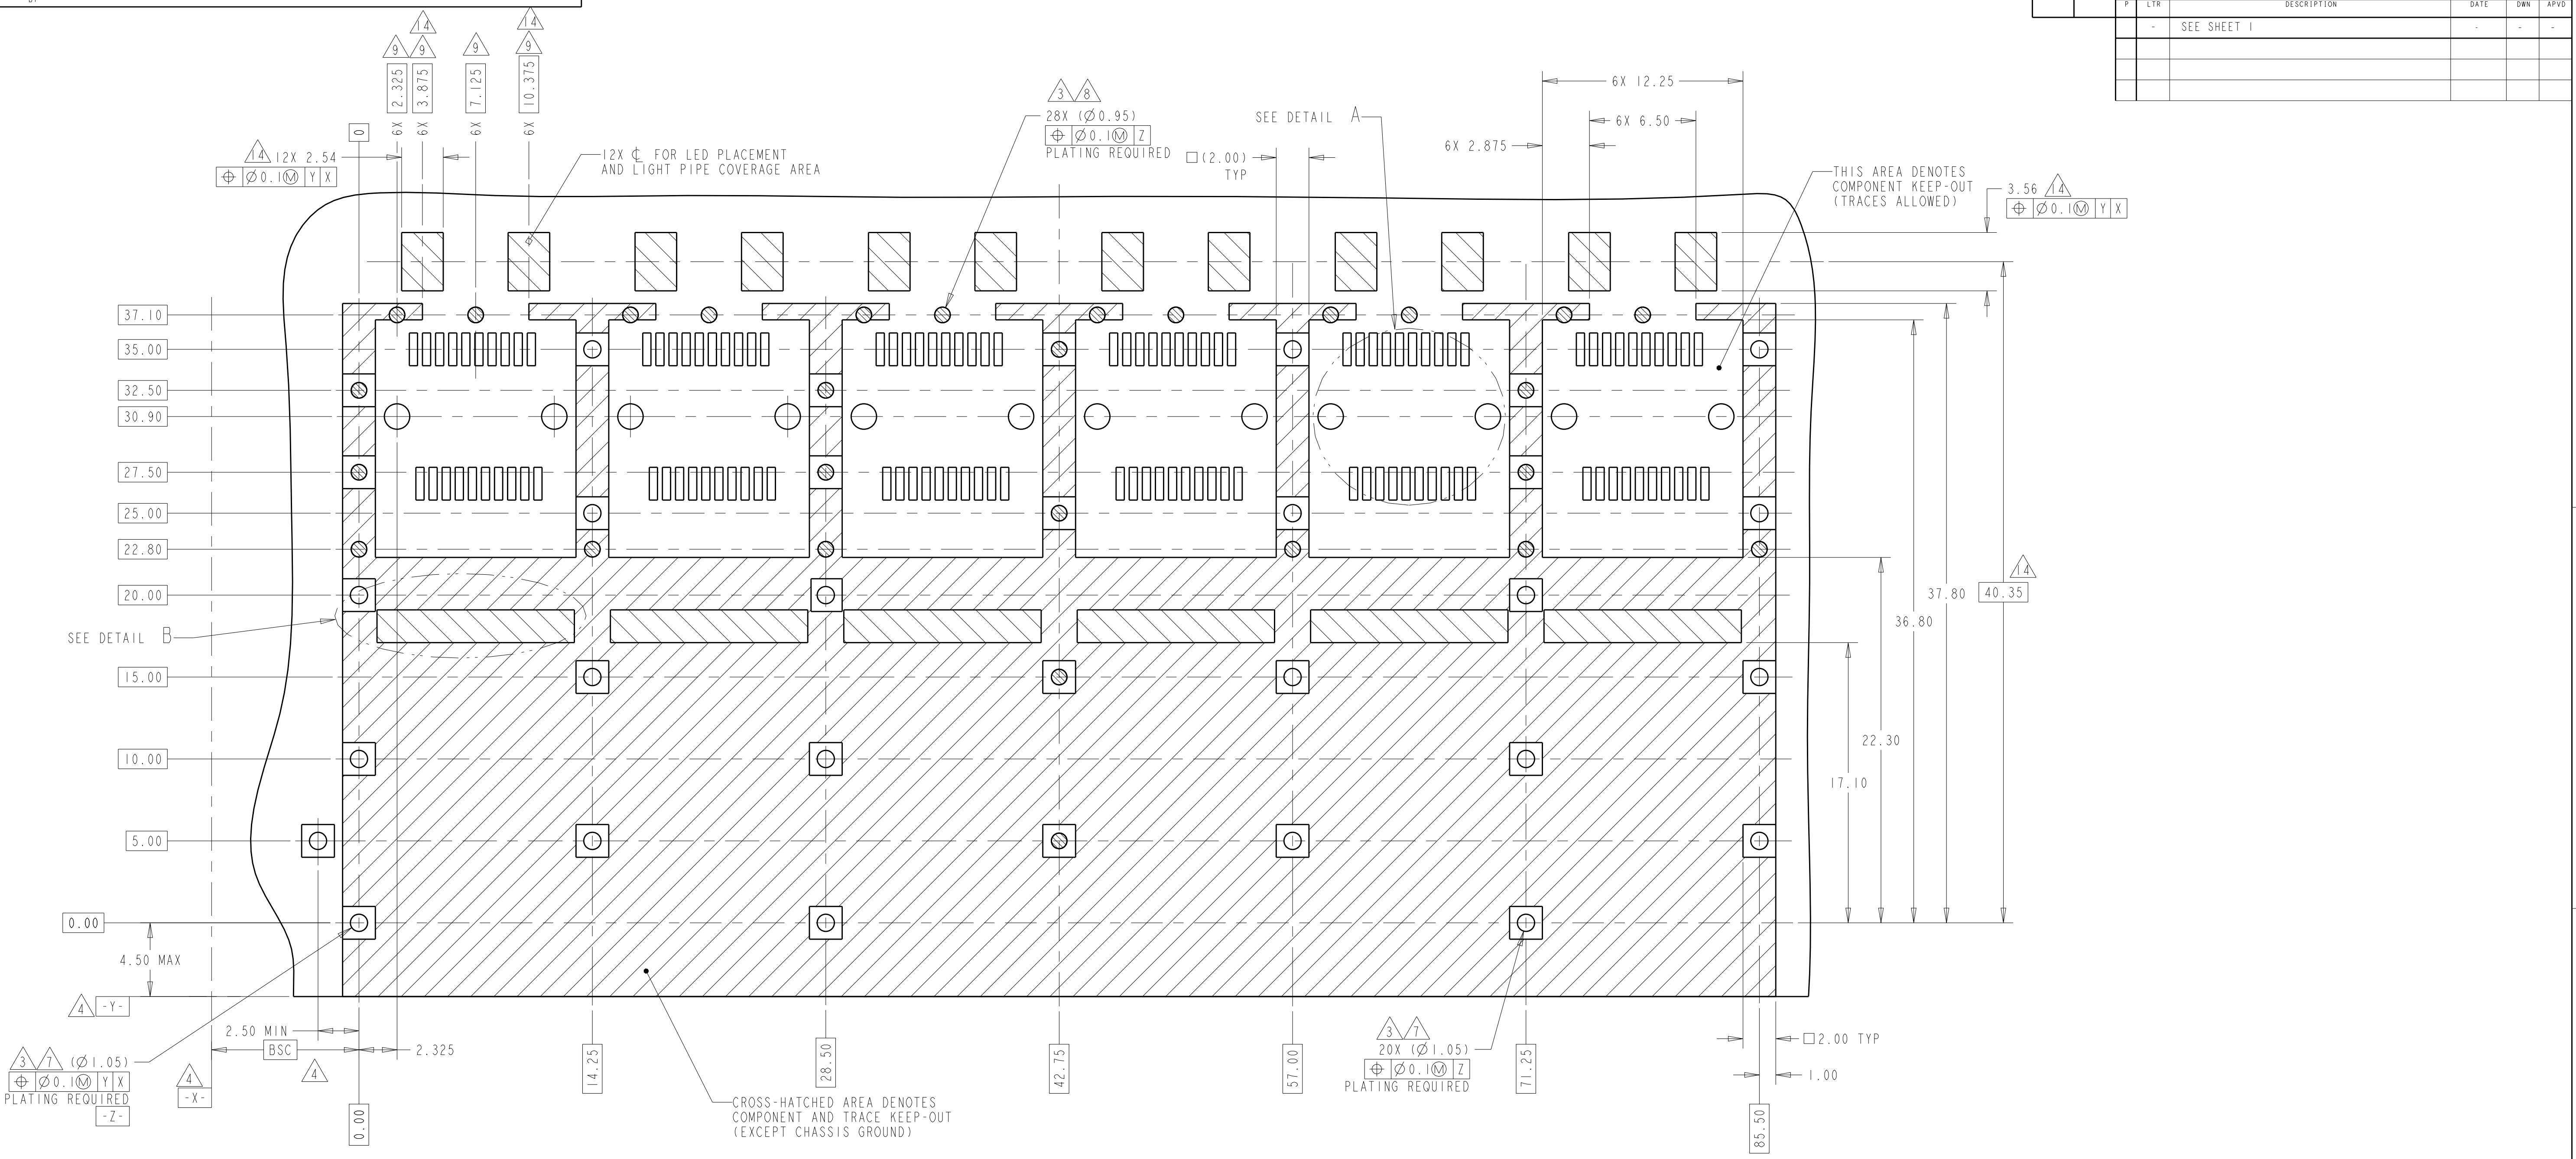 BY
P LTR DESCRIPTION DATE DWN APVD
- SEE SHEET 1 - - -
14 14
9 9 9 9
6X 2.325
6X 3.875
6X 7.125
6X 10.375
0
14 12X 2.54
⌖ Ø0.1Ⓜ Y X
12X ℄ FOR LED PLACEMENT
AND LIGHT PIPE COVERAGE AREA
3 8
28X (Ø0.95)
⌖ Ø0.1Ⓜ Z
PLATING REQUIRED
SEE DETAIL A
□(2.00)
TYP
6X 12.25
6X 6.50
6X 2.875
THIS AREA DENOTES
COMPONENT KEEP-OUT
(TRACES ALLOWED)
3.56 14
⌖ Ø0.1Ⓜ Y X
37.10
35.00
32.50
30.90
27.50
25.00
22.80
20.00
SEE DETAIL B
15.00
10.00
5.00
0.00
4.50 MAX
14
40.35
37.80
36.80
22.30
17.10
4 -Y-
2.50 MIN
BSC
2.325
4
3 7 (Ø1.05)
⌖ Ø0.1Ⓜ Y X
PLATING REQUIRED
-Z-
4
-X-
0.00
14.25
28.50
42.75
57.00
71.25
85.50
CROSS-HATCHED AREA DENOTES
COMPONENT AND TRACE KEEP-OUT
(EXCEPT CHASSIS GROUND)
3 7
20X (Ø1.05)
⌖ Ø0.1Ⓜ Z
PLATING REQUIRED
□2.00 TYP
1.00